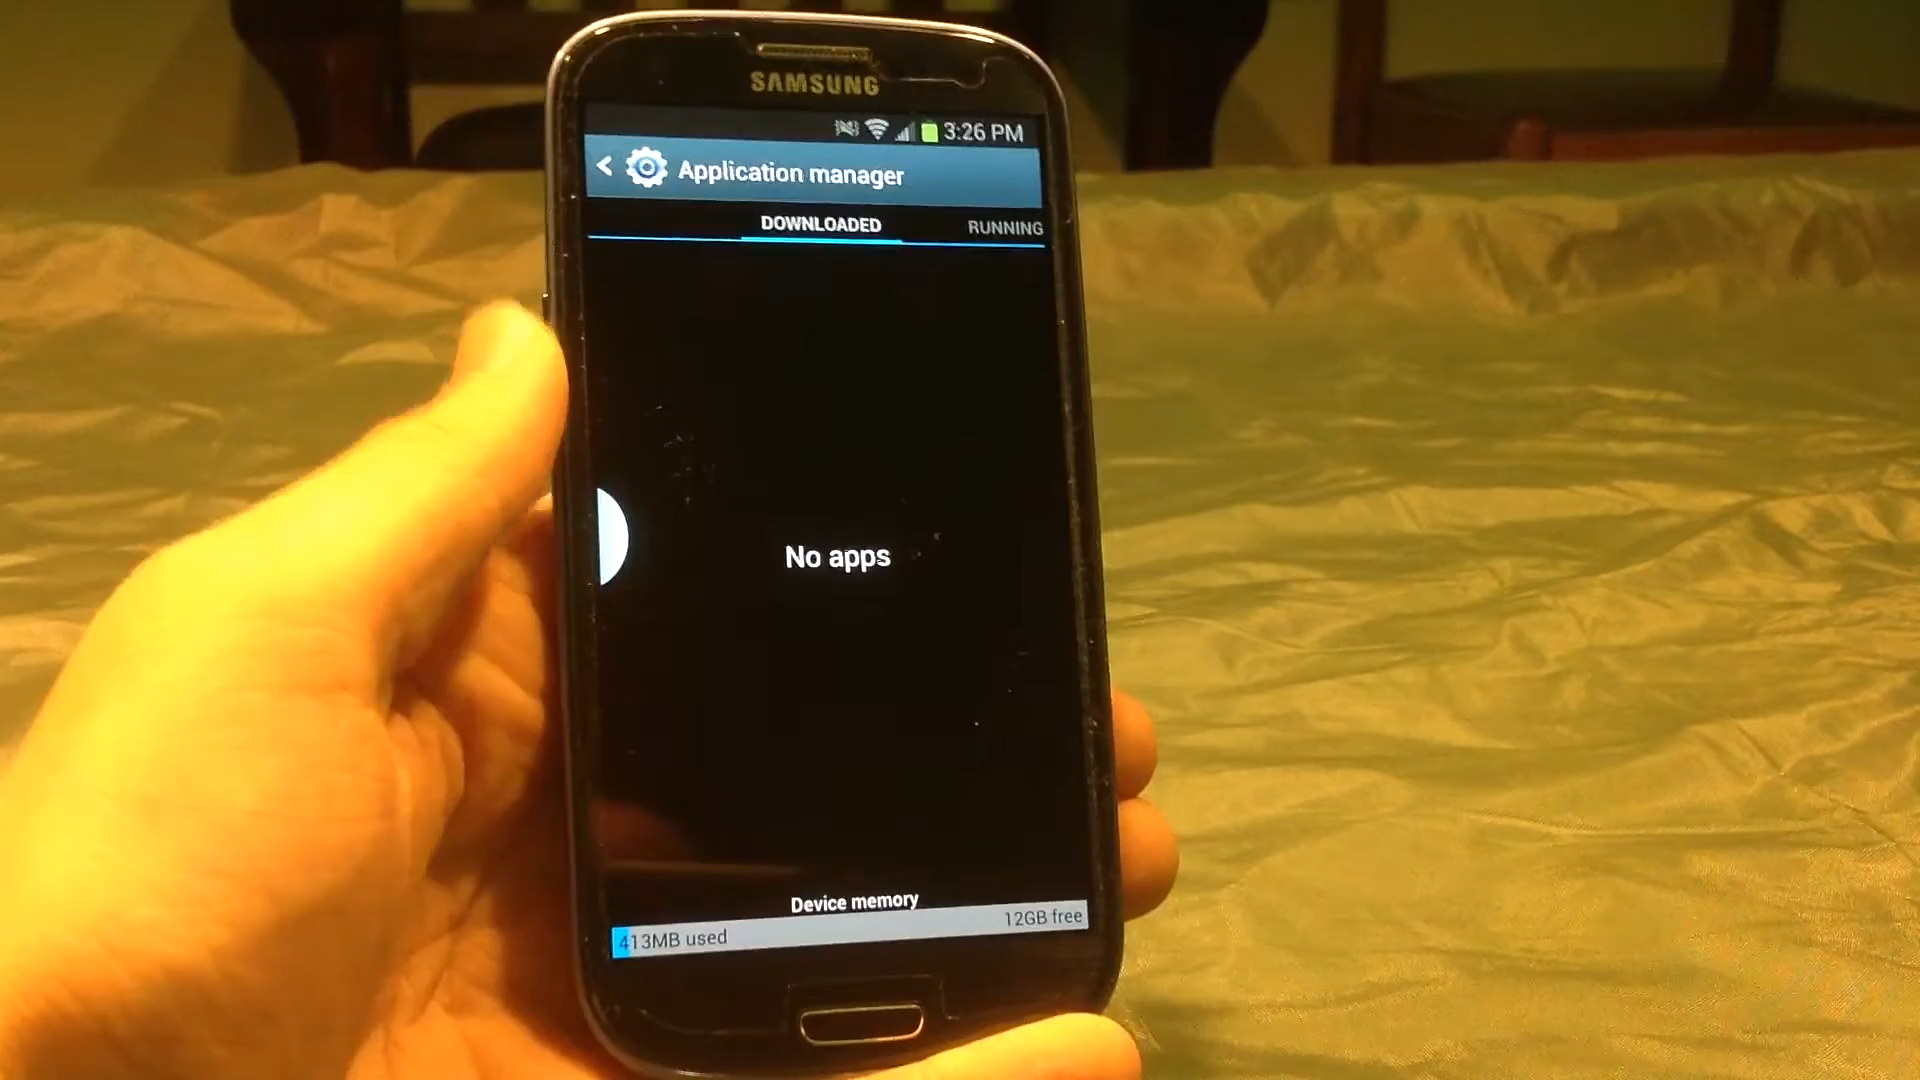 SAMSUNG
3:26 PM
Application manager
DOWNLOADED
RUNNING
No apps
Device memory
413MB used
12GB free